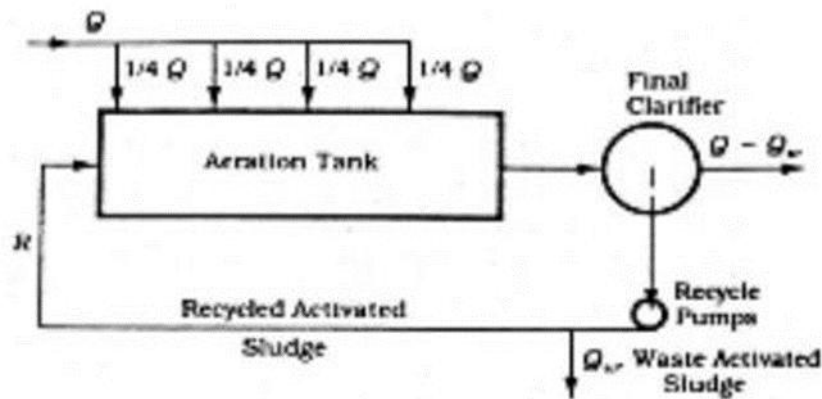 Q
1/4 Q 1/4 Q 1/4 Q 1/4 Q
Final
Clarifier
Aeration Tank
Q - Qw
R
Recycled Activated
Sludge
Recycle
Pumps
Qw, Waste Activated
Sludge